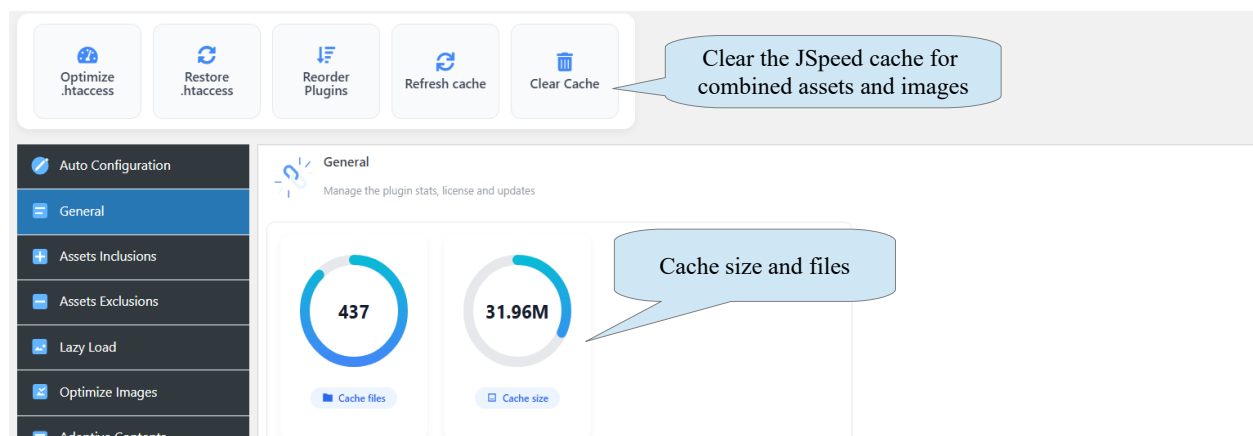 Optimize
.htaccess
Restore
.htaccess
Reorder
Plugins
Refresh cache
Clear Cache
Clear the JSpeed cache for
combined assets and images
Auto Configuration
General
Assets Inclusions
Assets Exclusions
Lazy Load
Optimize Images
Adaptive Contents
General
Manage the plugin stats, license and updates
437
Cache files
31.96M
Cache size
Cache size and files